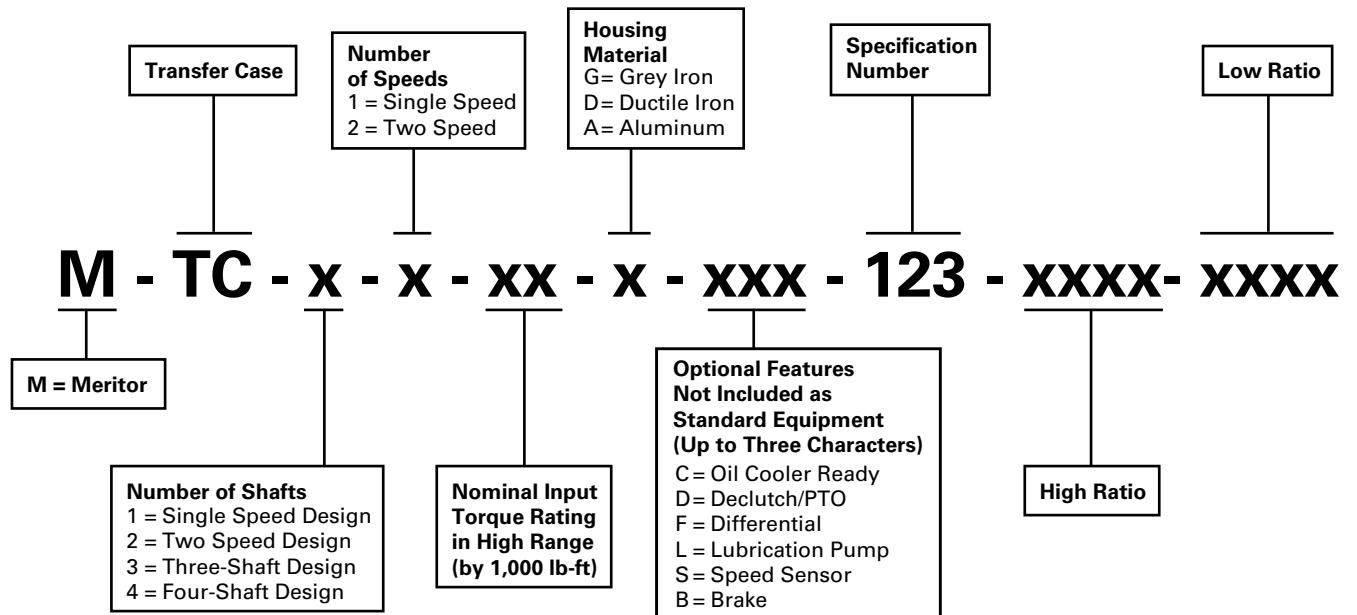 Transfer Case
Number
of Speeds
1 = Single Speed
2 = Two Speed
Housing
Material
G= Grey Iron
D= Ductile Iron
A= Aluminum
Specification
Number
Low Ratio
M - TC - x - x - xx - x - xxx - 123 - xxxx- xxxx
M = Meritor
Number of Shafts
1 = Single Speed Design
2 = Two Speed Design
3 = Three-Shaft Design
4 = Four-Shaft Design
Nominal Input
Torque Rating
in High Range
(by 1,000 lb-ft)
Optional Features
Not Included as
Standard Equipment
(Up to Three Characters)
C = Oil Cooler Ready
D = Declutch/PTO
F = Differential
L = Lubrication Pump
S = Speed Sensor
B = Brake
High Ratio